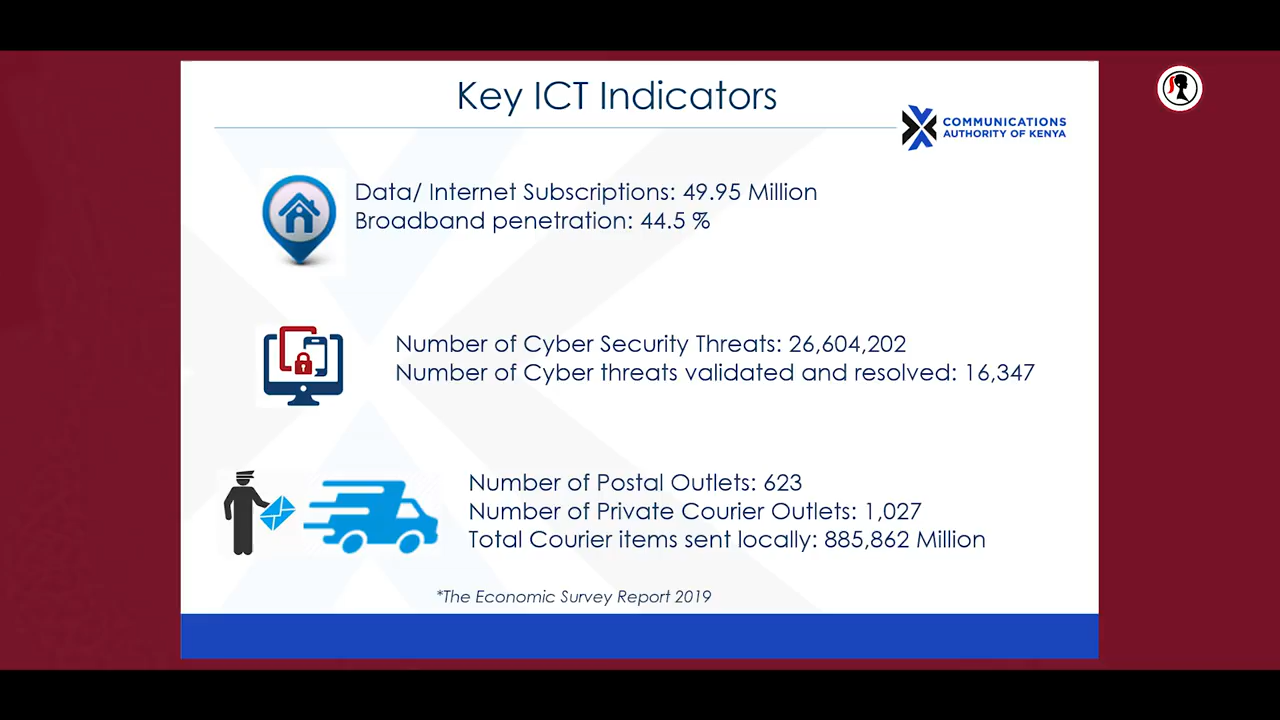 Key ICT Indicators
COMMUNICATIONS
AUTHORITY OF KENYA
Data/ Internet Subscriptions: 49.95 Million
Broadband penetration: 44.5 %
Number of Cyber Security Threats: 26,604,202
Number of Cyber threats validated and resolved: 16,347
Number of Postal Outlets: 623
Number of Private Courier Outlets: 1,027
Total Courier items sent locally: 885,862 Million
*The Economic Survey Report 2019